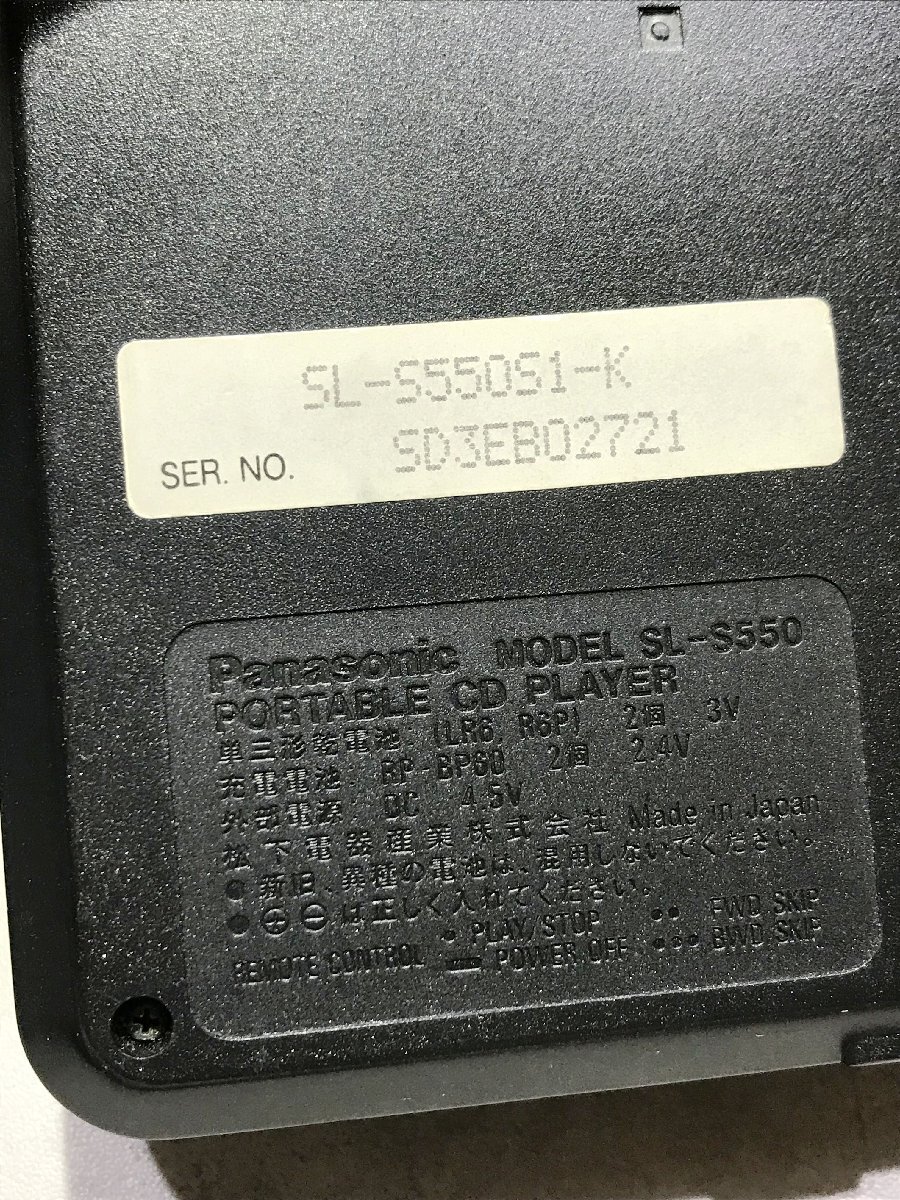 SL-S550S1-K
SER. NO. SD3EB02721
Panasonic MODEL SL-S550
PORTABLE CD PLAYER
単三形乾電池:(LR6, R6P) 2個 3V
充電電池: RP-BP60 2個 2.4V
外部電源: DC 4.5V
松下電器産業株式会社 Made in Japan
● 新旧、異種の電池は、混用しないでください。
● ⊕⊖は正しく入れてください。
REMOTE CONTROL • PLAY/STOP •• FWD SKIP
▬ POWER OFF ••• BWD SKIP